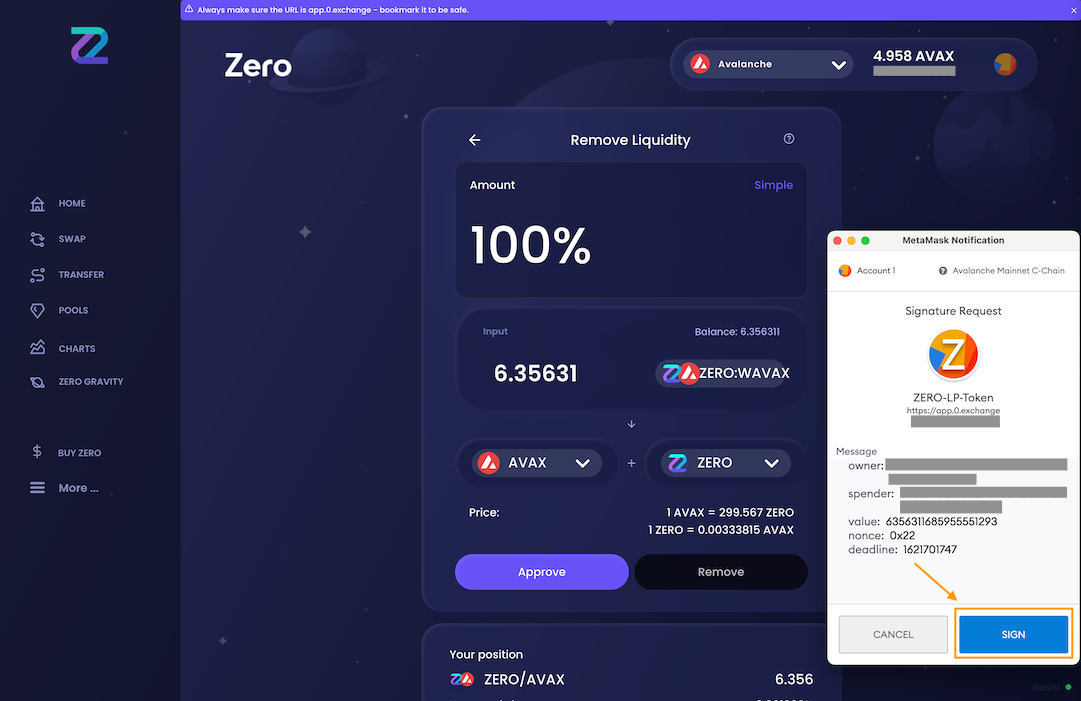 Always make sure the URL is app.0.exchange - bookmark it to be safe.
Zero
Avalanche
4.958 AVAX
HOME
SWAP
TRANSFER
POOLS
CHARTS
ZERO GRAVITY
BUY ZERO
More ...
Remove Liquidity
Amount
Simple
100%
Input
Balance: 6.356311
6.35631
ZERO:WAVAX
AVAX
+
ZERO
Price:
1 AVAX = 299.567 ZERO
1 ZERO = 0.00333815 AVAX
Approve
Remove
Your position
ZERO/AVAX
6.356
MetaMask Notification
Account 1
Avalanche Mainnet C-Chain
Signature Request
ZERO-LP-Token
https://app.0.exchange
Message
owner:
spender:
value: 6356311685955551293
nonce: 0x22
deadline: 1621701747
CANCEL
SIGN